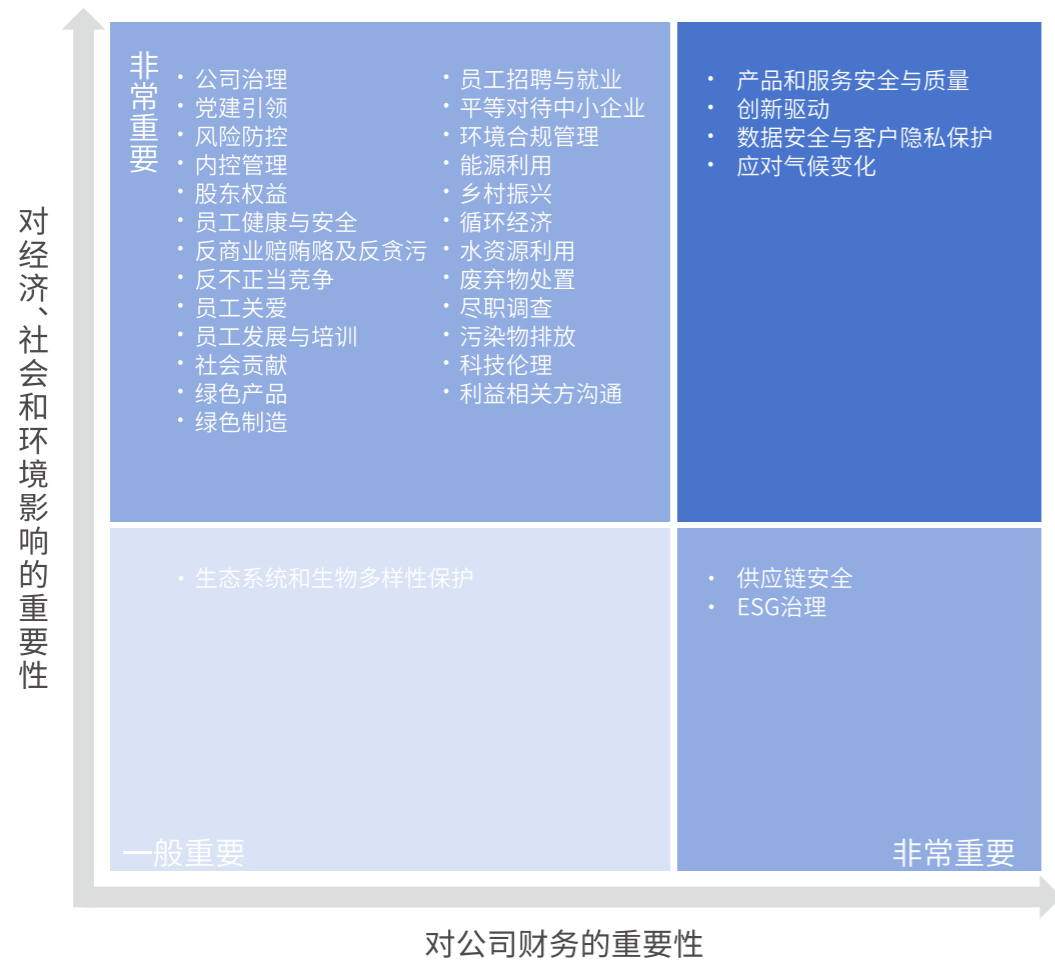 对经济、社会和环境影响的重要性
非常重要
· 公司治理
· 党建引领
· 风险防控
· 内控管理
· 股东权益
· 员工健康与安全
· 反商业赔贿赂及反贪污
· 反不正当竞争
· 员工关爱
· 员工发展与培训
· 社会贡献
· 绿色产品
· 绿色制造
· 员工招聘与就业
· 平等对待中小企业
· 环境合规管理
· 能源利用
· 乡村振兴
· 循环经济
· 水资源利用
· 废弃物处置
· 尽职调查
· 污染物排放
· 科技伦理
· 利益相关方沟通
· 产品和服务安全与质量
· 创新驱动
· 数据安全与客户隐私保护
· 应对气候变化
· 生态系统和生物多样性保护
· 供应链安全
· ESG治理
一般重要
非常重要
对公司财务的重要性